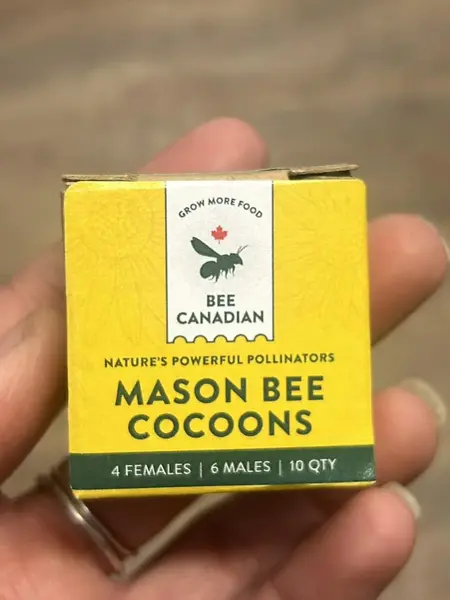 GROW MORE FOOD
BEE
CANADIAN
NATURE'S POWERFUL POLLINATORS
MASON BEE
COCOONS
4 FEMALES | 6 MALES | 10 QTY